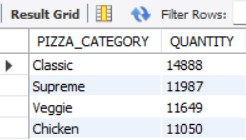 Result Grid Filter Rows:
PIZZA_CATEGORY QUANTITY
Classic 14888
Supreme 11987
Veggie 11649
Chicken 11050